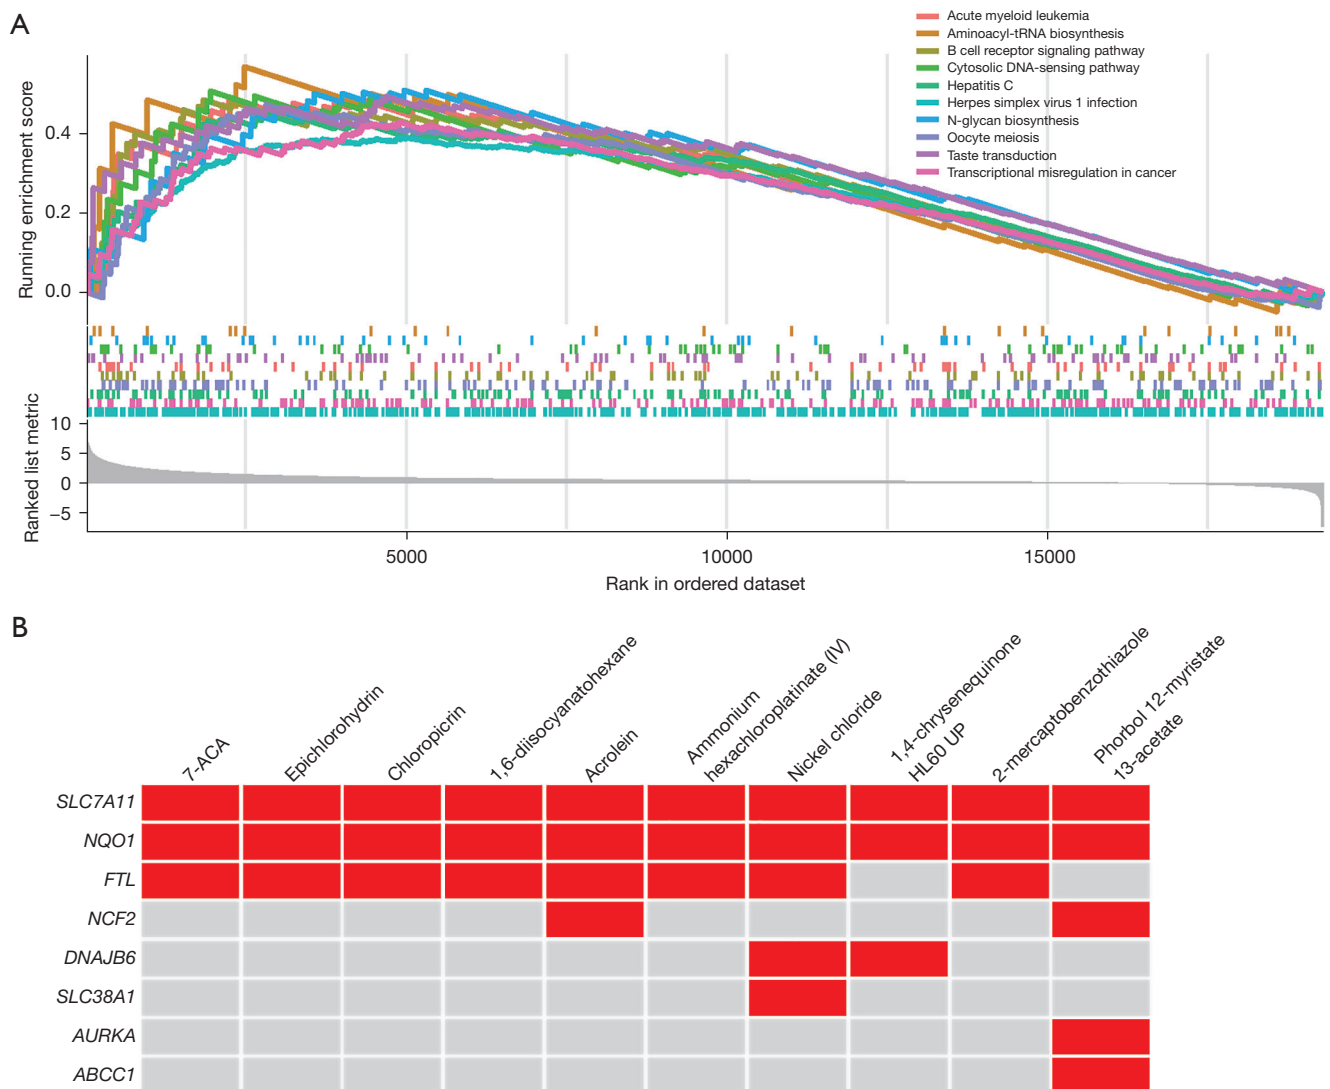 A
Acute myeloid leukemia
Aminoacyl-tRNA biosynthesis
B cell receptor signaling pathway
Cytosolic DNA-sensing pathway
Hepatitis C
Herpes simplex virus 1 infection
N-glycan biosynthesis
Oocyte meiosis
Taste transduction
Transcriptional misregulation in cancer
Running enrichment score
0.4
0.2
0.0
Ranked list metric
10
5
0
−5
5000
10000
15000
Rank in ordered dataset
B
7-ACA
Epichlorohydrin
Chloropicrin
1,6-diisocyanatohexane
Acrolein
Ammonium
hexachloroplatinate (IV)
Nickel chloride
1,4-chrysenequinone
HL60 UP
2-mercaptobenzothiazole
Phorbol 12-myristate
13-acetate
SLC7A11
NQO1
FTL
NCF2
DNAJB6
SLC38A1
AURKA
ABCC1